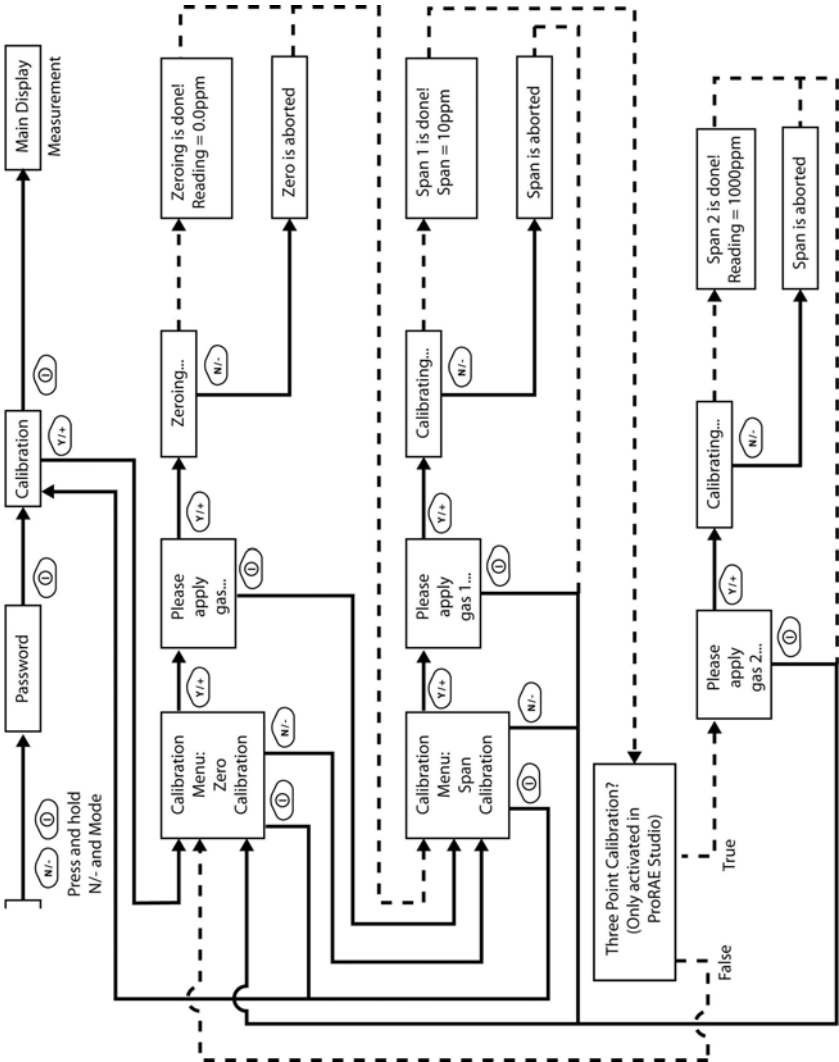 N/-
Press and hold
N/- and Mode
Password
Calibration
Y/+
Main Display
Measurement
Calibration
Menu:
Zero
Calibration
Y/+
N/-
Please
apply
gas...
Y/+
Zeroing...
N/-
Zeroing is done!
Reading = 0.0ppm
Zero is aborted
Calibration
Menu:
Span
Calibration
Y/+
N/-
Please
apply
gas 1...
Y/+
Calibrating...
N/-
Span 1 is done!
Span = 10ppm
Span is aborted
Three Point Calibration?
(Only activated in
ProRAE Studio)
False
True
Please
apply
gas 2...
Y/+
Calibrating...
N/-
Span 2 is done!
Reading = 1000ppm
Span is aborted